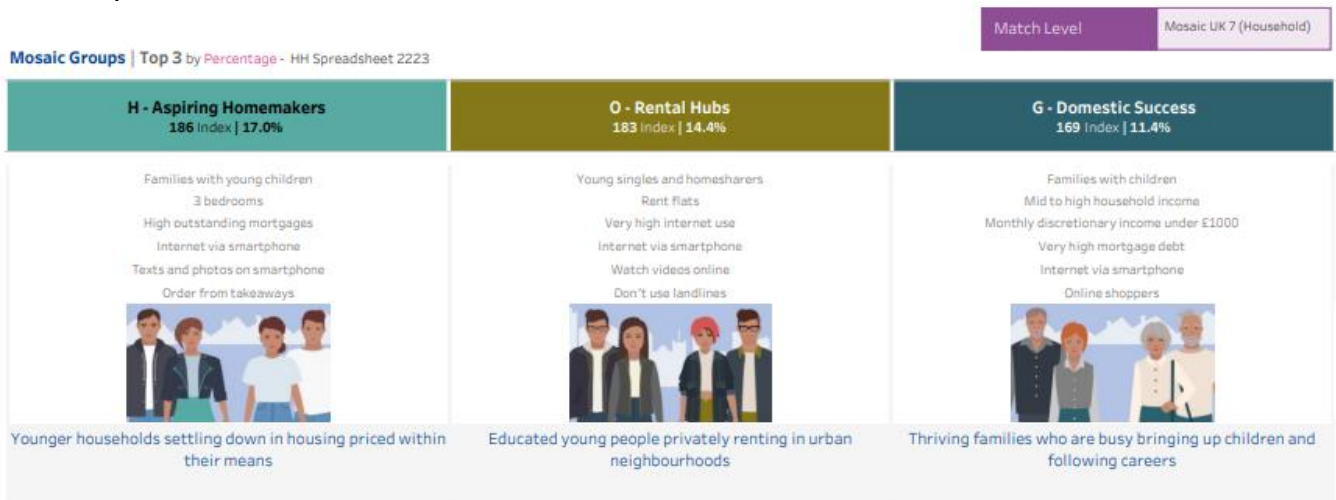 Match Level
Mosaic UK 7 (Household)
Mosaic Groups | Top 3 by Percentage - HH Spreadsheet 2223
H - Aspiring Homemakers
186 Index | 17.0%
Families with young children
3 bedrooms
High outstanding mortgages
Internet via smartphone
Texts and photos on smartphone
Order from takeaways
Younger households settling down in housing priced within
their means
O - Rental Hubs
183 Index | 14.4%
Young singles and homesharers
Rent flats
Very high internet use
Internet via smartphone
Watch videos online
Don't use landlines
Educated young people privately renting in urban
neighbourhoods
G - Domestic Success
169 Index | 11.4%
Families with children
Mid to high household income
Monthly discretionary income under £1000
Very high mortgage debt
Internet via smartphone
Online shoppers
Thriving families who are busy bringing up children and
following careers